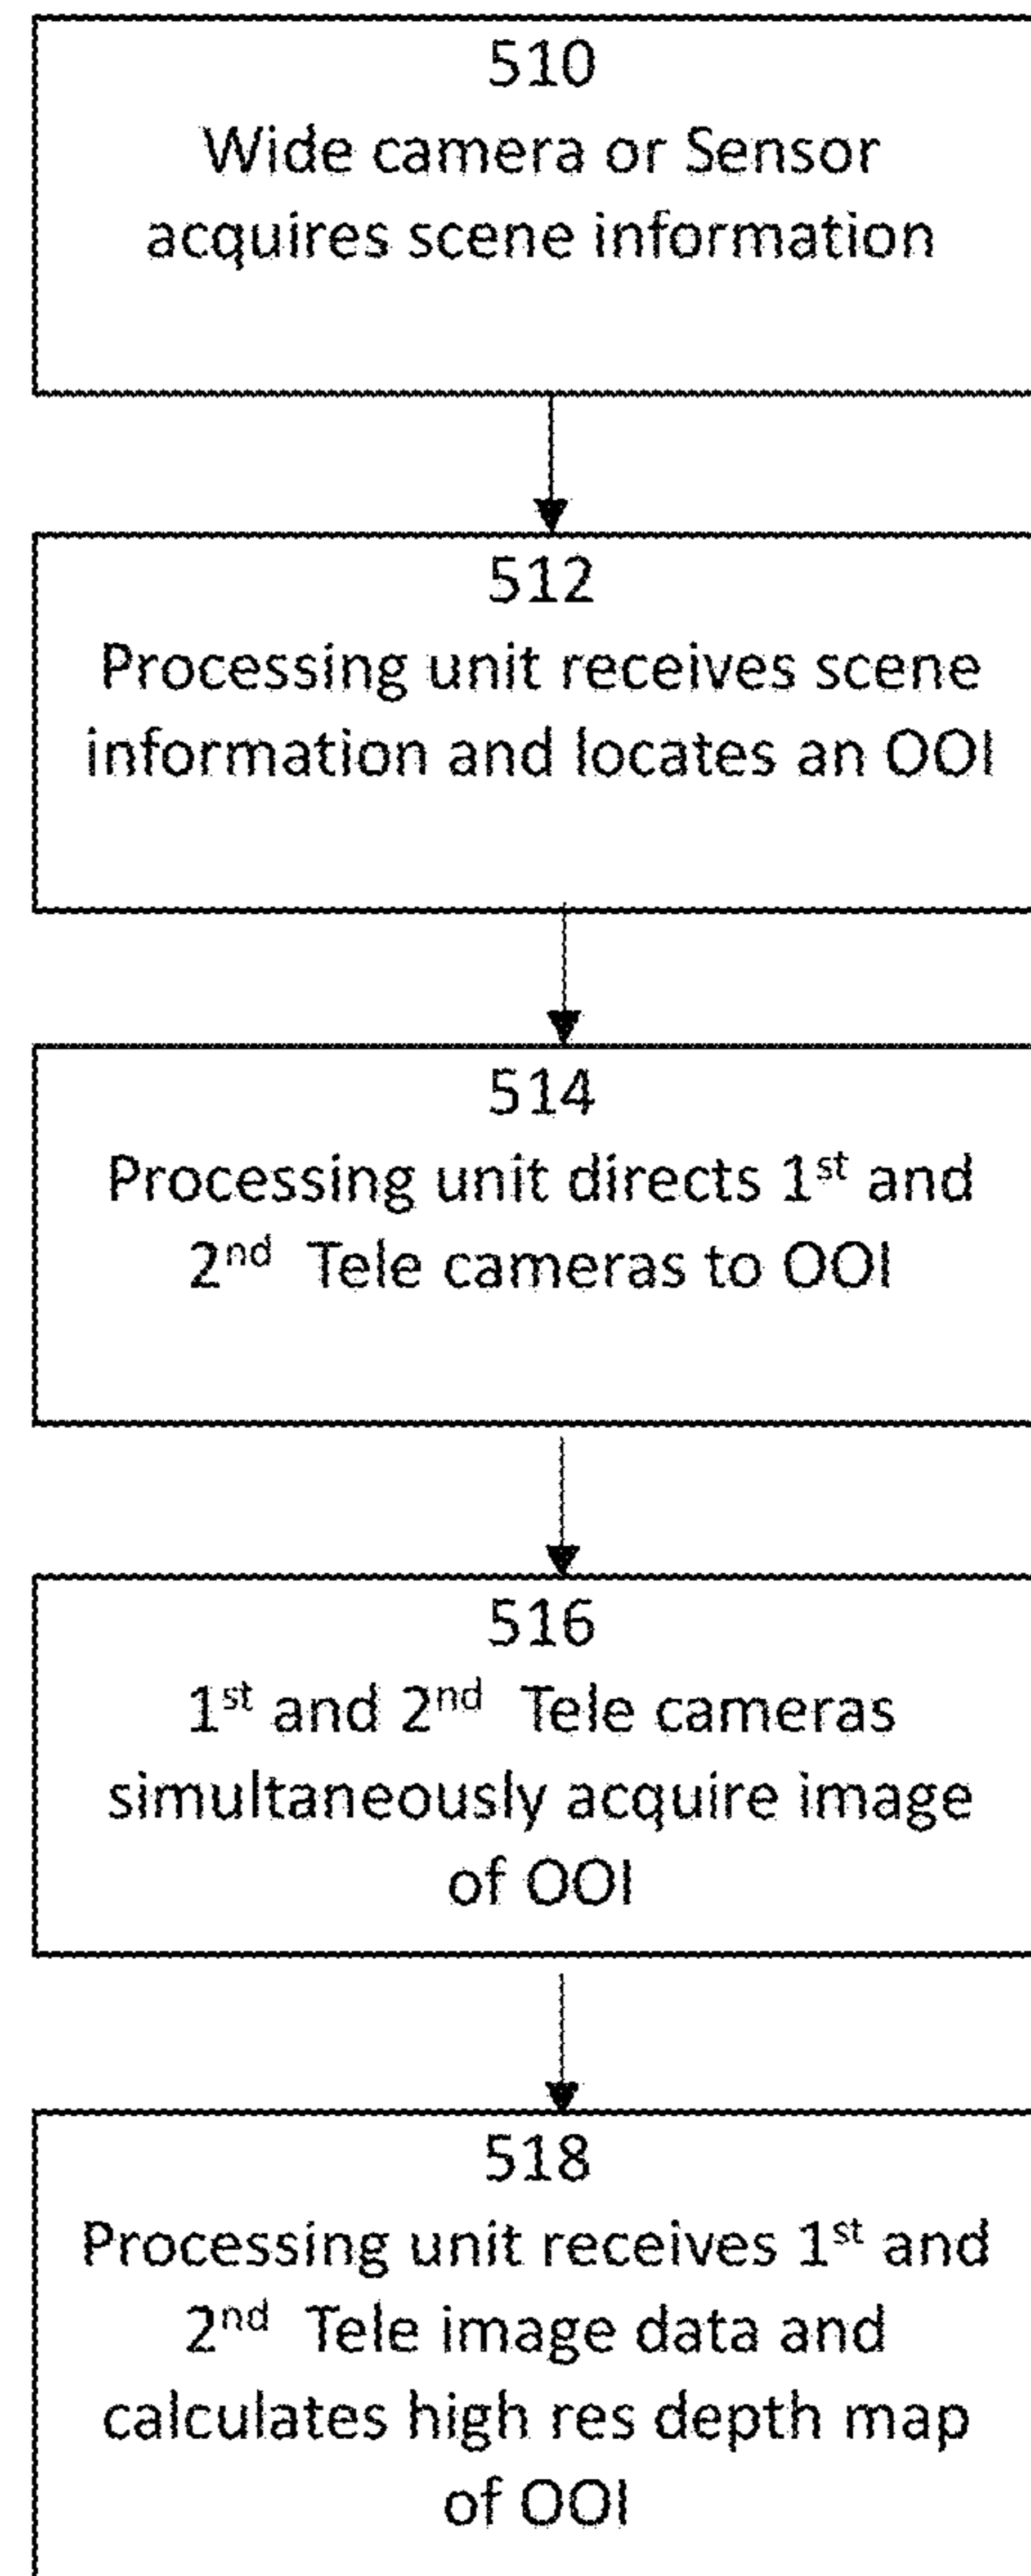 510
Wide camera or Sensor
acquires scene information
512
Processing unit receives scene
information and locates an OOI
514
Processing unit directs 1st and
2nd Tele cameras to OOI
516
1st and 2nd Tele cameras
simultaneously acquire image
of OOI
518
Processing unit receives 1st and
2nd Tele image data and
calculates high res depth map
of OOI